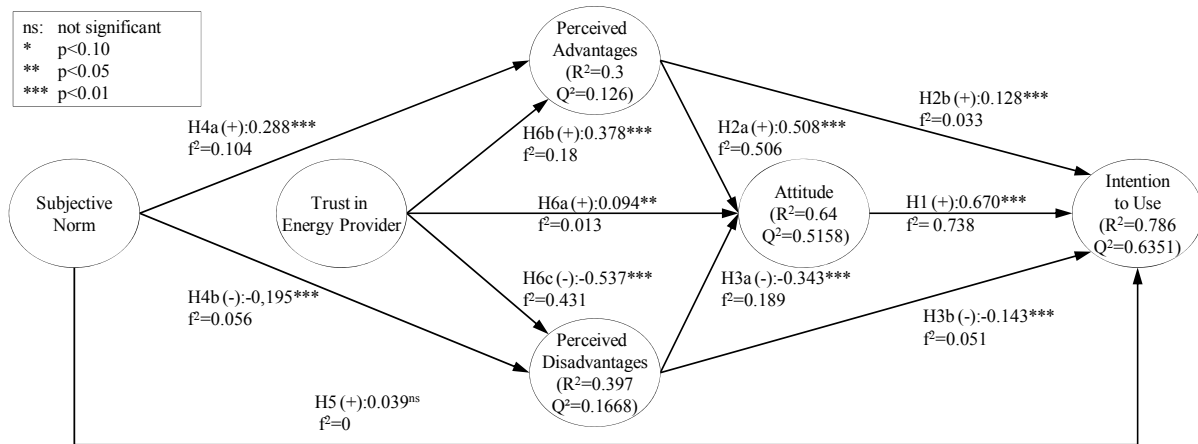 ns: not significant
* p<0.10
** p<0.05
*** p<0.01
Perceived
Advantages
(R²=0.3
Q²=0.126)
H4a (+):0.288***
f²=0.104
H6b (+):0.378***
f²=0.18
H2a (+):0.508***
f²=0.506
H2b (+):0.128***
f²=0.033
Subjective
Norm
Trust in
Energy Provider
H6a (+):0.094**
f²=0.013
Attitude
(R²=0.64
Q²=0.5158)
H1 (+):0.670***
f²= 0.738
Intention
to Use
(R²=0.786
Q²=0.6351)
H4b (-):-0,195***
f²=0.056
H6c (-):-0.537***
f²=0.431
H3a (-):-0.343***
f²=0.189
H3b (-):-0.143***
f²=0.051
Perceived
Disadvantages
(R²=0.397
Q²=0.1668)
H5 (+):0.039ⁿˢ
f²=0